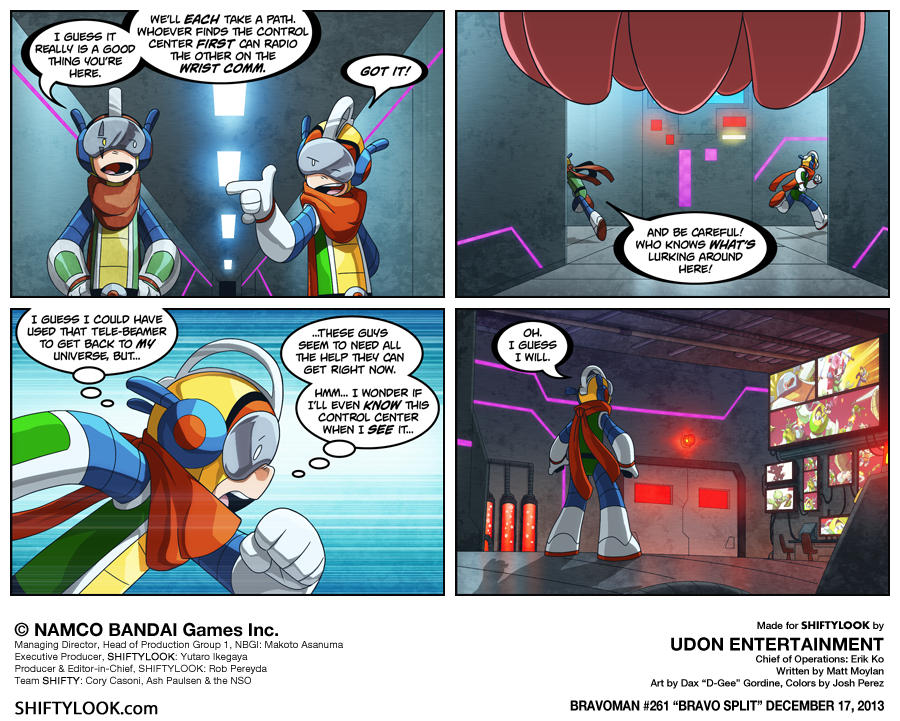 I GUESS IT
REALLY IS A GOOD
THING YOU'RE
HERE.
WE'LL EACH TAKE A PATH.
WHOEVER FINDS THE CONTROL
CENTER FIRST CAN RADIO
THE OTHER ON THE
WRIST COMM.
GOT IT!
AND BE CAREFUL!
WHO KNOWS WHAT'S
LURKING AROUND
HERE!
I GUESS I COULD HAVE
USED THAT TELE-BEAMER
TO GET BACK TO MY
UNIVERSE, BUT...
...THESE GUYS
SEEM TO NEED ALL
THE HELP THEY CAN
GET RIGHT NOW.
HMM... I WONDER IF
I'LL EVEN KNOW THIS
CONTROL CENTER
WHEN I SEE IT...
OH.
I GUESS
I WILL.
© NAMCO BANDAI Games Inc.
Managing Director, Head of Production Group 1, NBGI: Makoto Asanuma
Executive Producer, SHIFTYLOOK: Yutaro Ikegaya
Producer & Editor-in-Chief, SHIFTYLOOK: Rob Pereyda
Team SHIFTY: Cory Casoni, Ash Paulsen & the NSO
SHIFTYLOOK.com
Made for SHIFTYLOOK by
UDON ENTERTAINMENT
Chief of Operations: Erik Ko
Written by Matt Moylan
Art by Dax "D-Gee" Gordine, Colors by Josh Perez
BRAVOMAN #261 "BRAVO SPLIT" DECEMBER 17, 2013